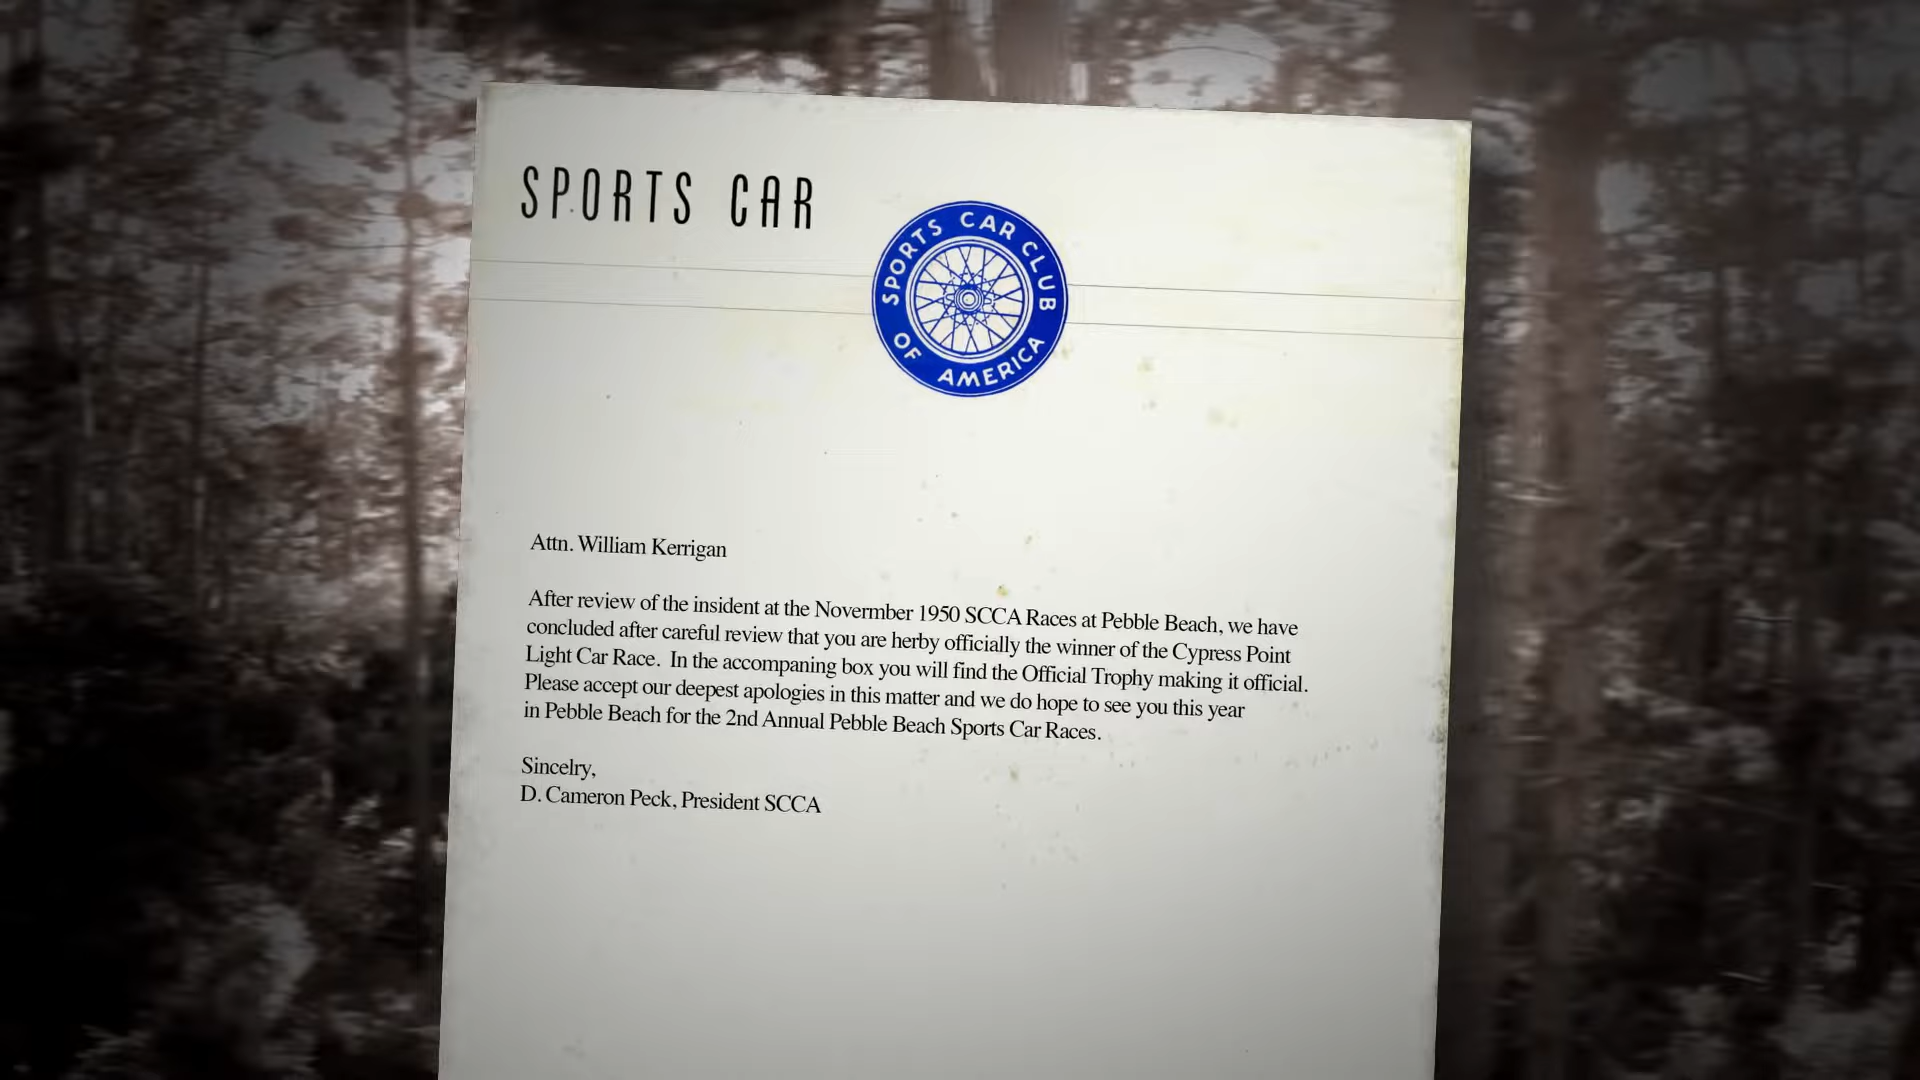 SPORTS CAR
SPORTS CAR CLUB
OF AMERICA
Attn. William Kerrigan
After review of the insident at the Novermber 1950 SCCA Races at Pebble Beach, we have
concluded after careful review that you are herby officially the winner of the Cypress Point
Light Car Race. In the accompaning box you will find the Official Trophy making it official.
Please accept our deepest apologies in this matter and we do hope to see you this year
in Pebble Beach for the 2nd Annual Pebble Beach Sports Car Races.
Sincelry,
D. Cameron Peck, President SCCA